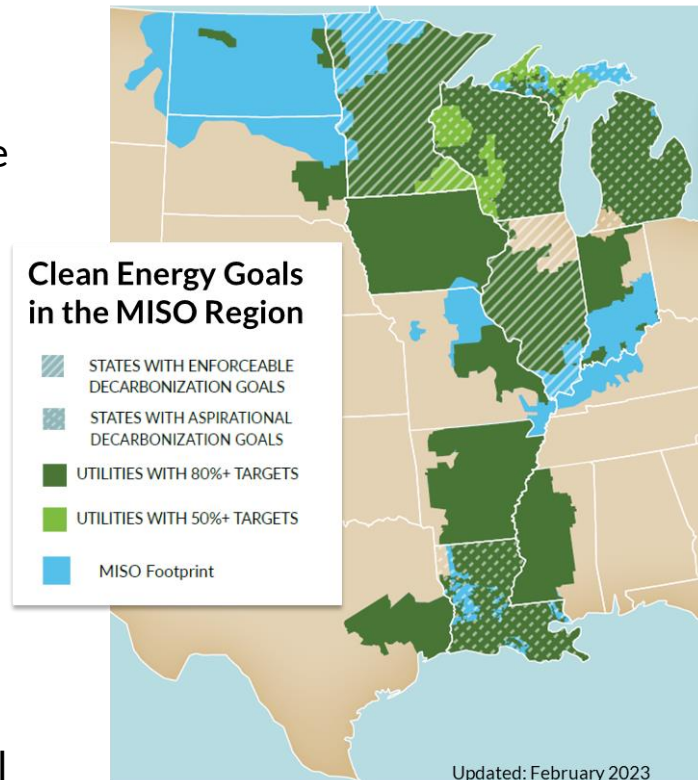 e
Clean Energy Goals
in the MISO Region
STATES WITH ENFORCEABLE
DECARBONIZATION GOALS
STATES WITH ASPIRATIONAL
DECARBONIZATION GOALS
UTILITIES WITH 80%+ TARGETS
UTILITIES WITH 50%+ TARGETS
MISO Footprint
Updated: February 2023